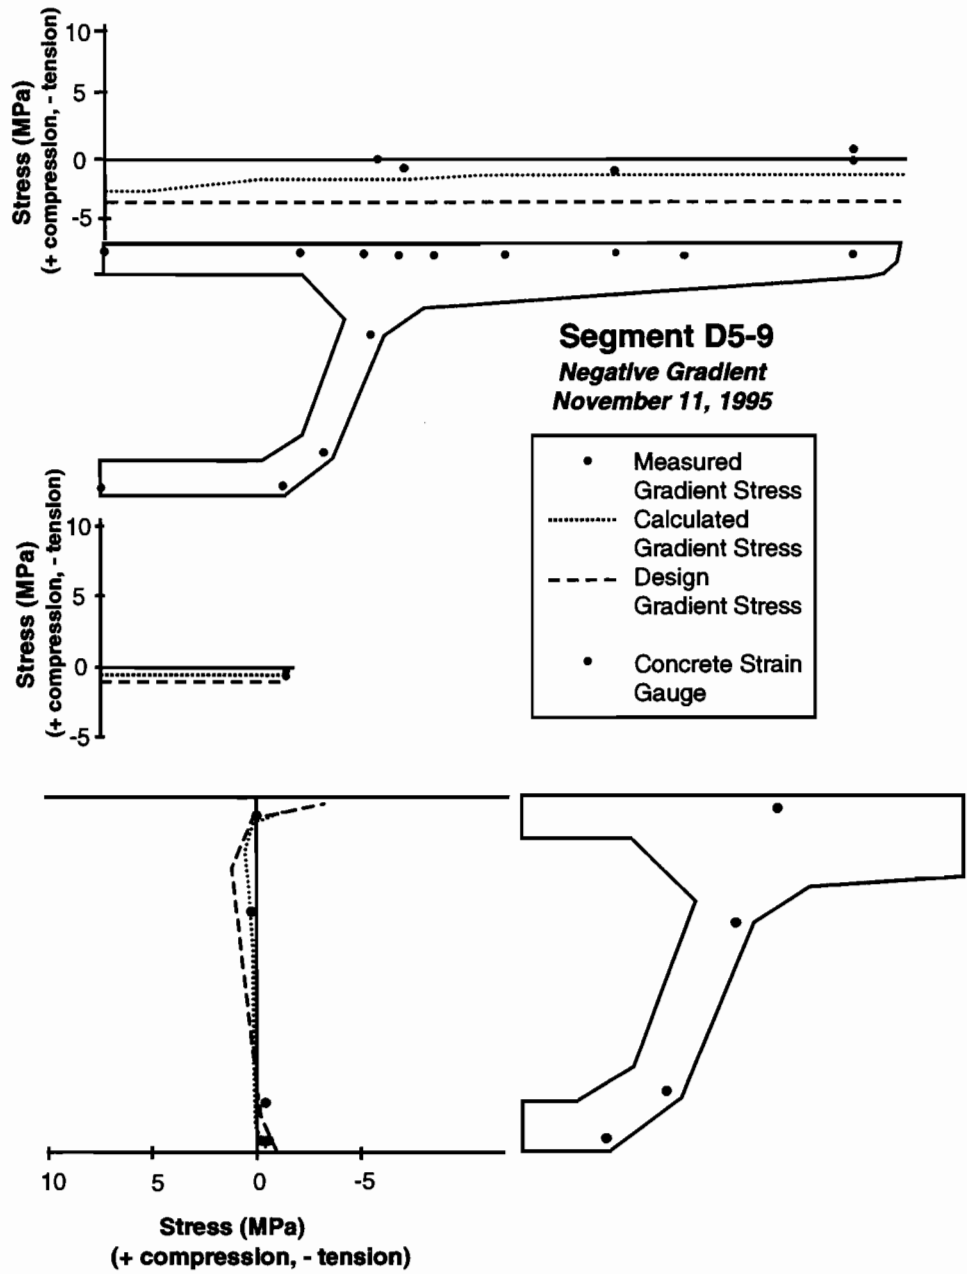 10
5
0
-5
Stress (MPa)
(+ compression, - tension)
Segment D5-9
Negative Gradient
November 11, 1995
Measured
Gradient Stress
Calculated
Gradient Stress
Design
Gradient Stress
Concrete Strain
Gauge
10
5
0
-5
Stress (MPa)
(+ compression, - tension)
10 5 0 -5
Stress (MPa)
(+ compression, - tension)